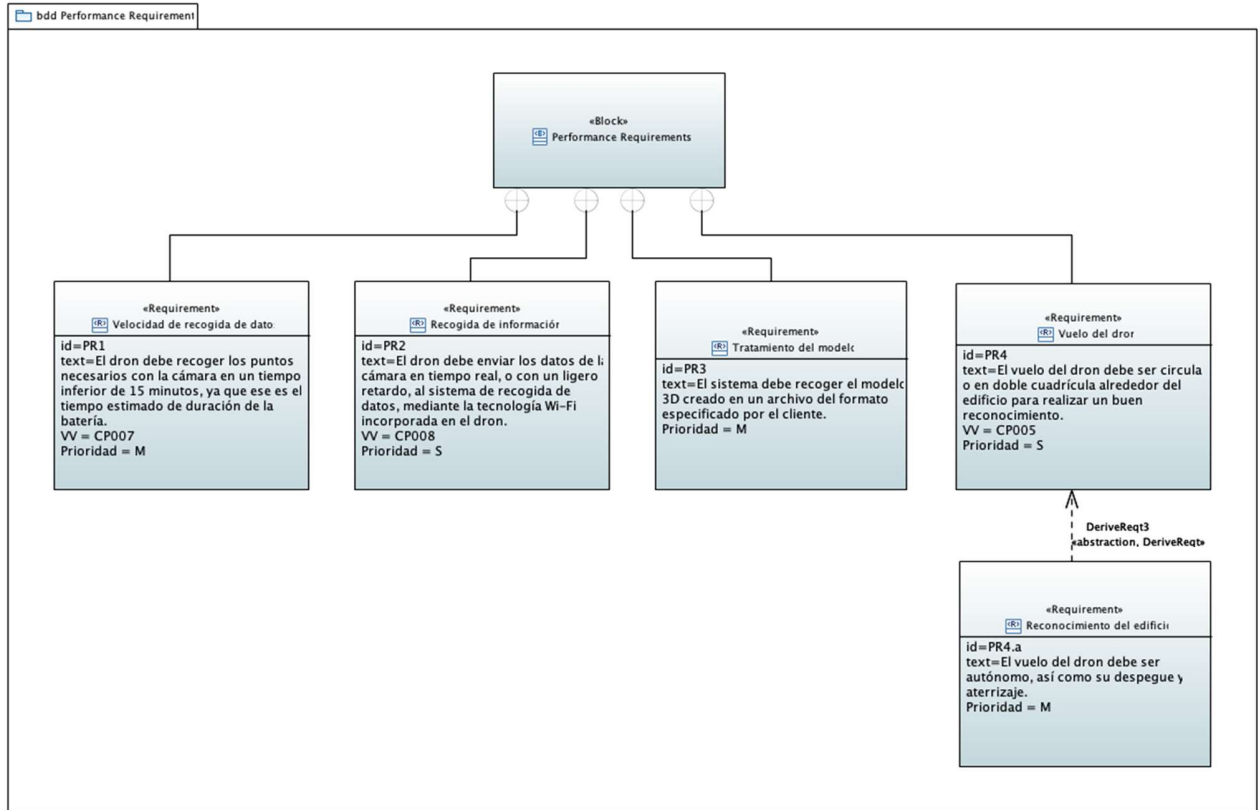 bdd Performance Requirement
«Block»
Performance Requirements
«Requirement»
Velocidad de recogida de dato
id=PR1
text=El dron debe recoger los puntos
necesarios con la cámara en un tiempo
inferior de 15 minutos, ya que ese es el
tiempo estimado de duración de la
batería.
VV = CP007
Prioridad = M
«Requirement»
Recogida de información
id=PR2
text=El dron debe enviar los datos de la
cámara en tiempo real, o con un ligero
retardo, al sistema de recogida de
datos, mediante la tecnología Wi-Fi
incorporada en el dron.
VV = CP008
Prioridad = S
«Requirement»
Tratamiento del modelo
id=PR3
text=El sistema debe recoger el modelo
3D creado en un archivo del formato
especificado por el cliente.
Prioridad = M
«Requirement»
Vuelo del dron
id=PR4
text=El vuelo del dron debe ser circula
o en doble cuadrícula alrededor del
edificio para realizar un buen
reconocimiento.
VV = CP005
Prioridad = S
DeriveReqt3
«abstraction, DeriveReqt»
«Requirement»
Reconocimiento del edificio
id=PR4.a
text=El vuelo del dron debe ser
autónomo, así como su despegue y
aterrizaje.
Prioridad = M